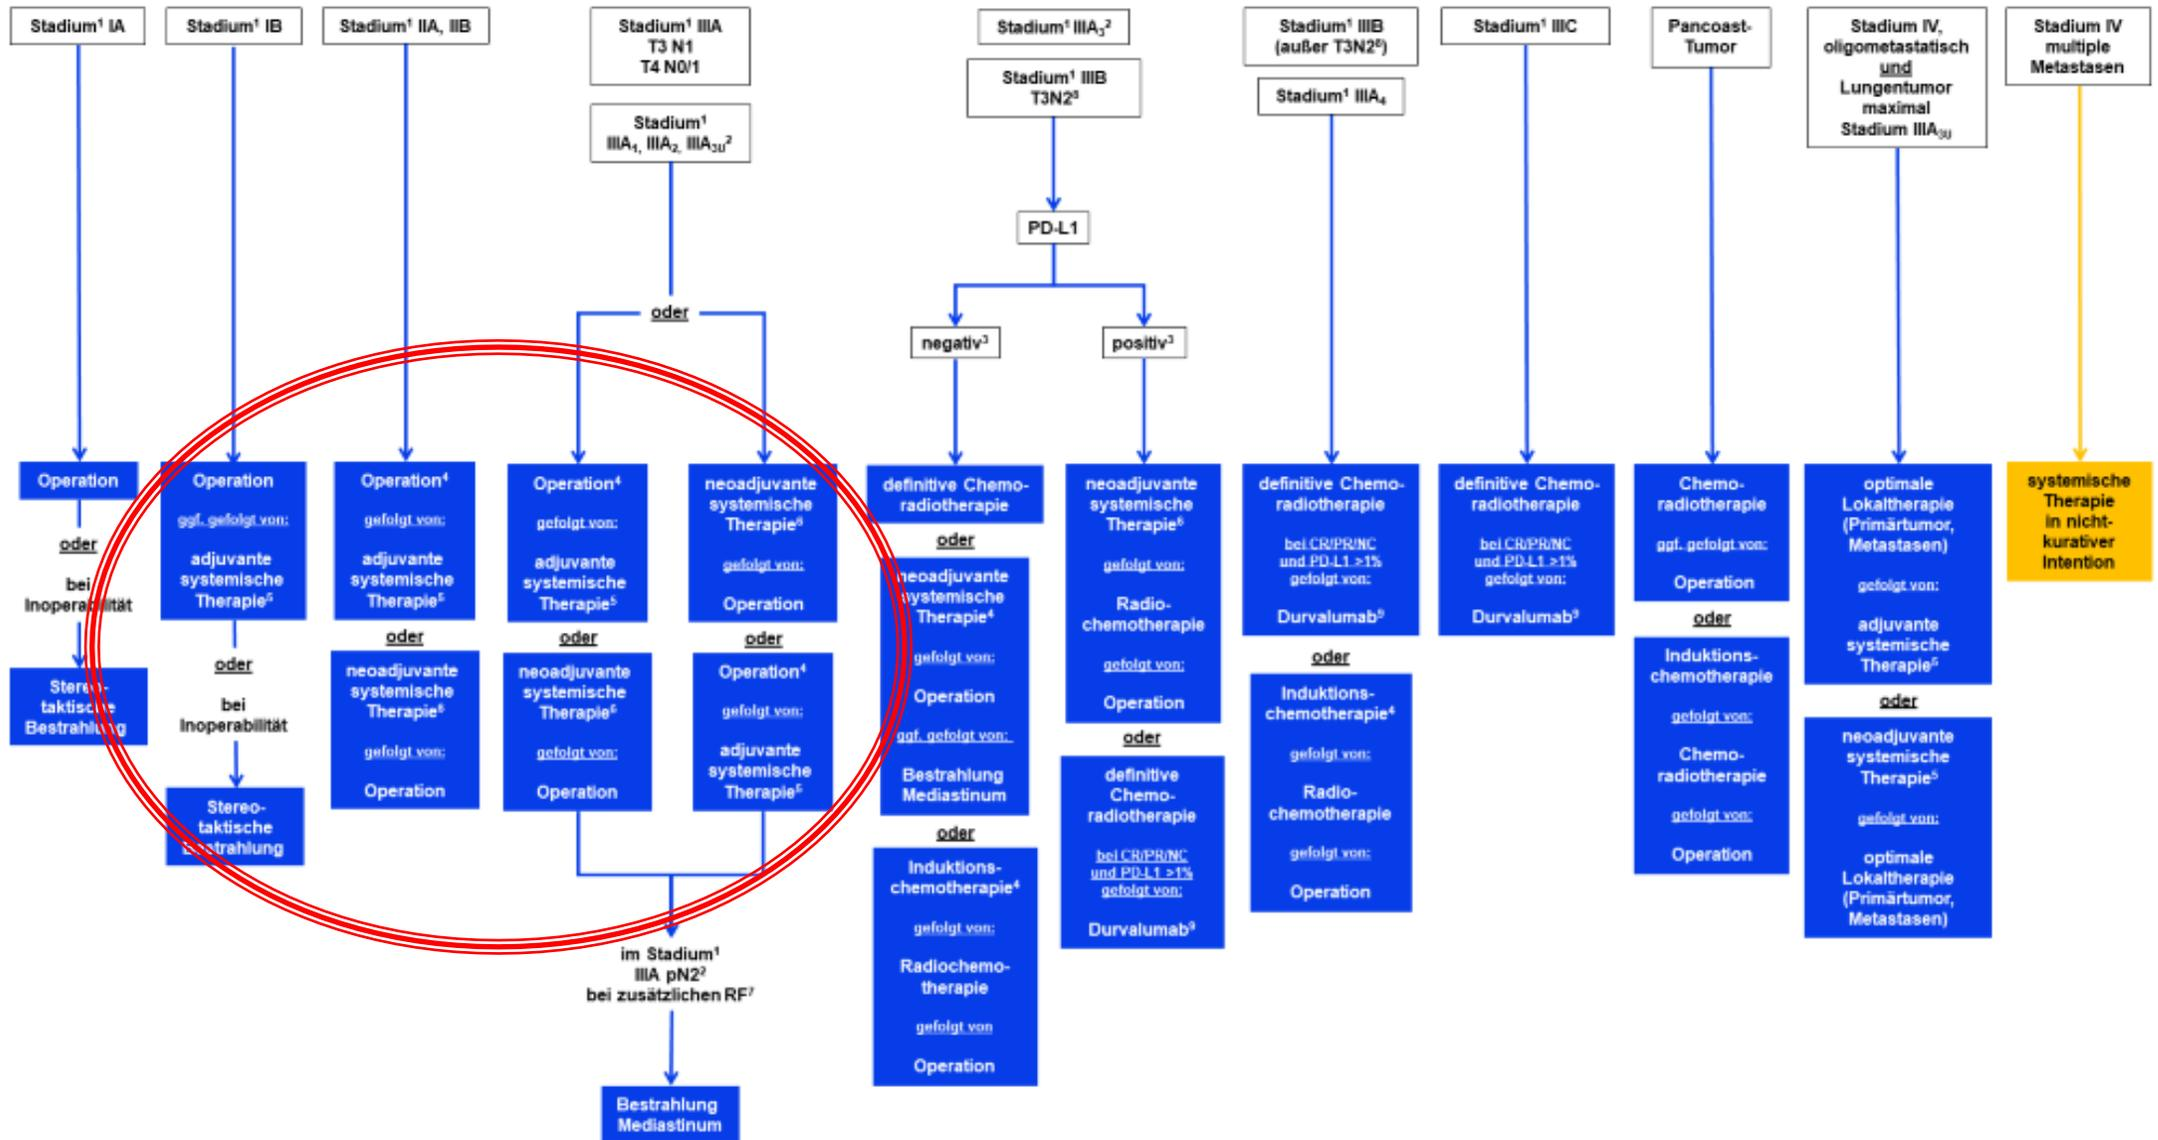 Stadium¹ IA
Stadium¹ IB
Stadium¹ IIA, IIB
Stadium¹ IIIA
T3 N1
T4 N0/1
Stadium¹
IIIA₁, IIIA₂, IIIA₃ᵤ²
oder
Stadium¹ IIIA₃²
Stadium¹ IIIB
T3N2⁸
PD-L1
negativ³
positiv³
Stadium¹ IIIB
(außer T3N2⁸)
Stadium¹ IIIA₄
Stadium¹ IIIC
Pancoast-
Tumor
Stadium IV,
oligometastatisch
und
Lungentumor
maximal
Stadium IIIA₃ᵤ
Stadium IV
multiple
Metastasen
Operation
oder
bei
Inoperabilität
Stereo-
taktische
Bestrahlung
Operation
ggf. gefolgt von:
adjuvante
systemische
Therapie⁵
oder
bei
Inoperabilität
Stereo-
taktische
Bestrahlung
Operation⁴
gefolgt von:
adjuvante
systemische
Therapie⁵
oder
neoadjuvante
systemische
Therapie⁶
gefolgt von:
Operation
Operation⁴
gefolgt von:
adjuvante
systemische
Therapie⁵
oder
neoadjuvante
systemische
Therapie⁶
gefolgt von:
Operation
neoadjuvante
systemische
Therapie⁶
gefolgt von:
Operation
oder
Operation⁴
gefolgt von:
adjuvante
systemische
Therapie⁵
im Stadium¹
IIIA pN2²
bei zusätzlichen RF⁷
Bestrahlung
Mediastinum
definitive Chemo-
radiotherapie
oder
neoadjuvante
systemische
Therapie⁴
gefolgt von:
Operation
ggf. gefolgt von:
Bestrahlung
Mediastinum
oder
Induktions-
chemotherapie⁴
gefolgt von:
Radiochemo-
therapie
gefolgt von
Operation
neoadjuvante
systemische
Therapie⁶
gefolgt von:
Radio-
chemotherapie
gefolgt von:
Operation
oder
definitive
Chemo-
radiotherapie
bei CR/PR/NC
und PD-L1 >1%
gefolgt von:
Durvalumab⁹
definitive Chemo-
radiotherapie
bei CR/PR/NC
und PD-L1 >1%
gefolgt von:
Durvalumab⁹
oder
Induktions-
chemotherapie⁴
gefolgt von:
Radio-
chemotherapie
gefolgt von:
Operation
definitive Chemo-
radiotherapie
bei CR/PR/NC
und PD-L1 >1%
gefolgt von:
Durvalumab⁹
Chemo-
radiotherapie
ggf. gefolgt von:
Operation
oder
Induktions-
chemotherapie
gefolgt von:
Chemo-
radiotherapie
gefolgt von:
Operation
optimale
Lokaltherapie
(Primärtumor,
Metastasen)
gefolgt von:
adjuvante
systemische
Therapie⁵
oder
neoadjuvante
systemische
Therapie⁵
gefolgt von:
optimale
Lokaltherapie
(Primärtumor,
Metastasen)
systemische
Therapie
in nicht-
kurativer
Intention